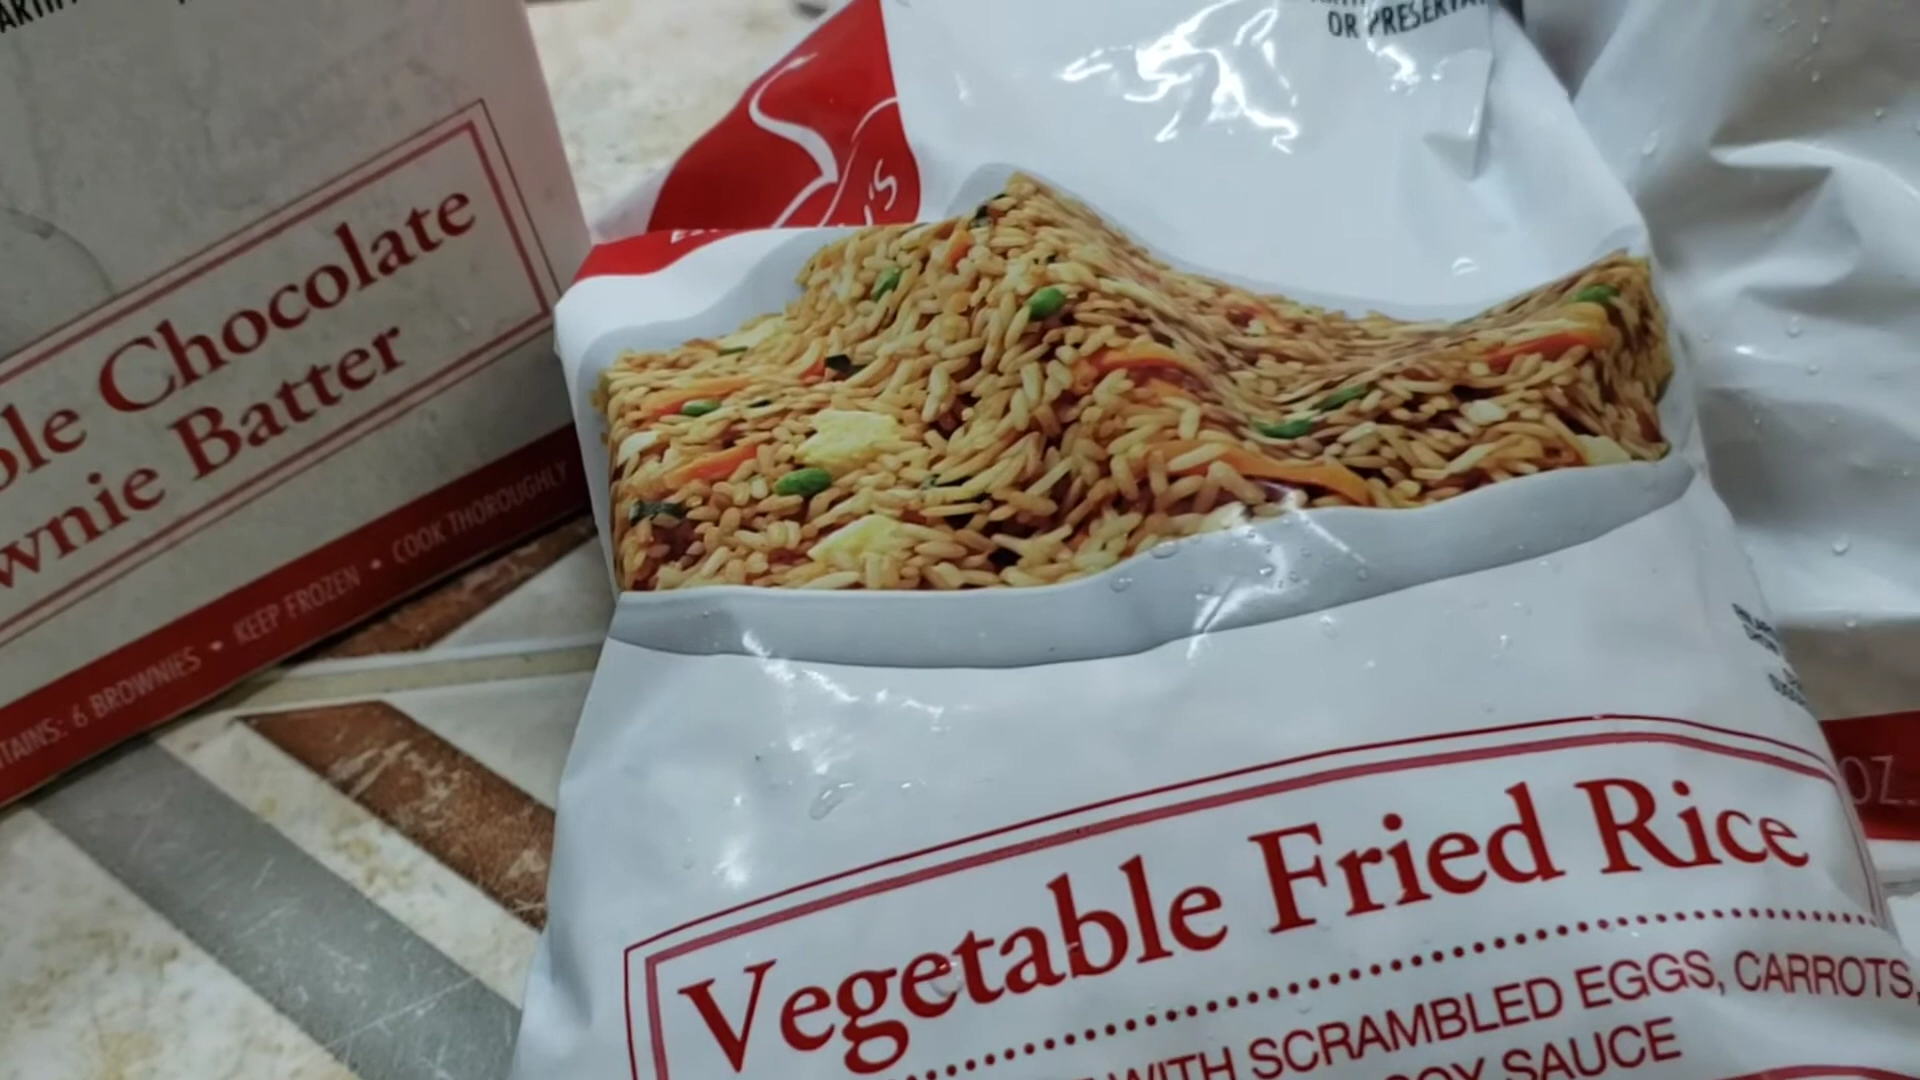 ble Chocolate
wnie Batter
TAINS: 6 BROWNIES • KEEP FROZEN • COOK THOROUGHLY
OR PRESERVA
Vegetable Fried Rice
WITH SCRAMBLED EGGS, CARROTS,
SOY SAUCE
OZ.